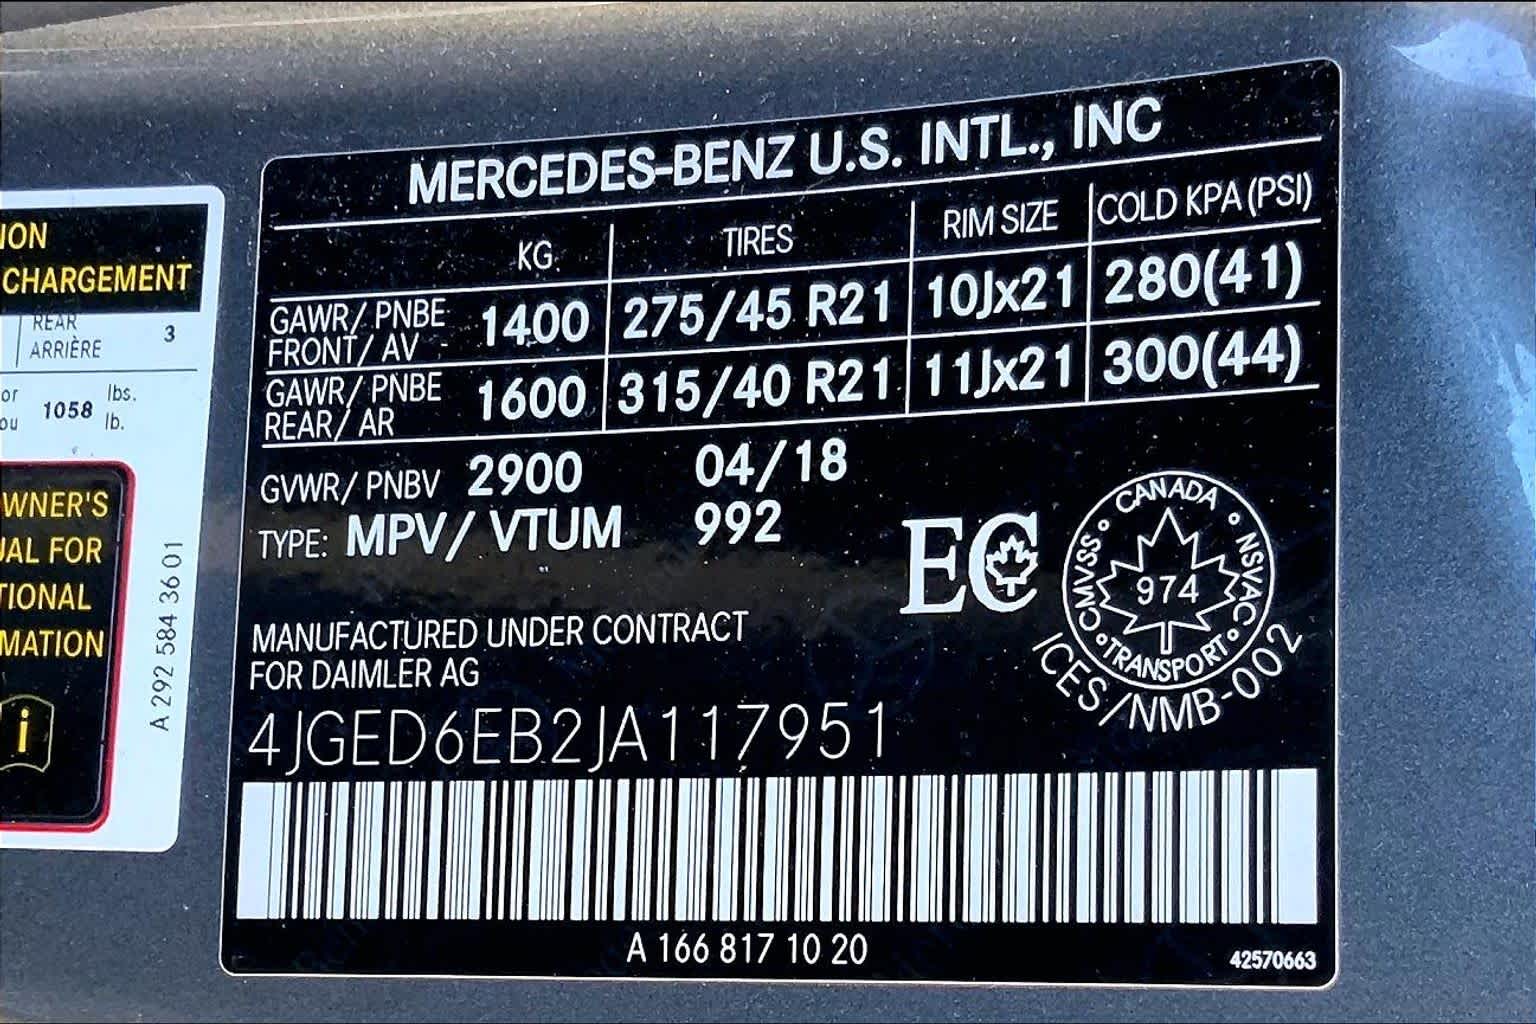 ION
CHARGEMENT
REAR
ARRIÈRE 3
or
ou 1058 lbs.
lb.
WNER'S
UAL FOR
TIONAL
MATION
i
A 292 584 36 01
MERCEDES-BENZ U.S. INTL., INC
KG TIRES RIM SIZE COLD KPA (PSI)
GAWR/ PNBE
FRONT/ AV 1400 275/45 R21 10Jx21 280(41)
GAWR/ PNBE
REAR/ AR 1600 315/40 R21 11Jx21 300(44)
GVWR/ PNBV 2900 04/18
TYPE: MPV/ VTUM 992
EC
CANADA
CMVSS NSVAC
974
TRANSPORT
ICES/NMB-002
MANUFACTURED UNDER CONTRACT
FOR DAIMLER AG
4JGED6EB2JA117951
A 166 817 10 20
42570663